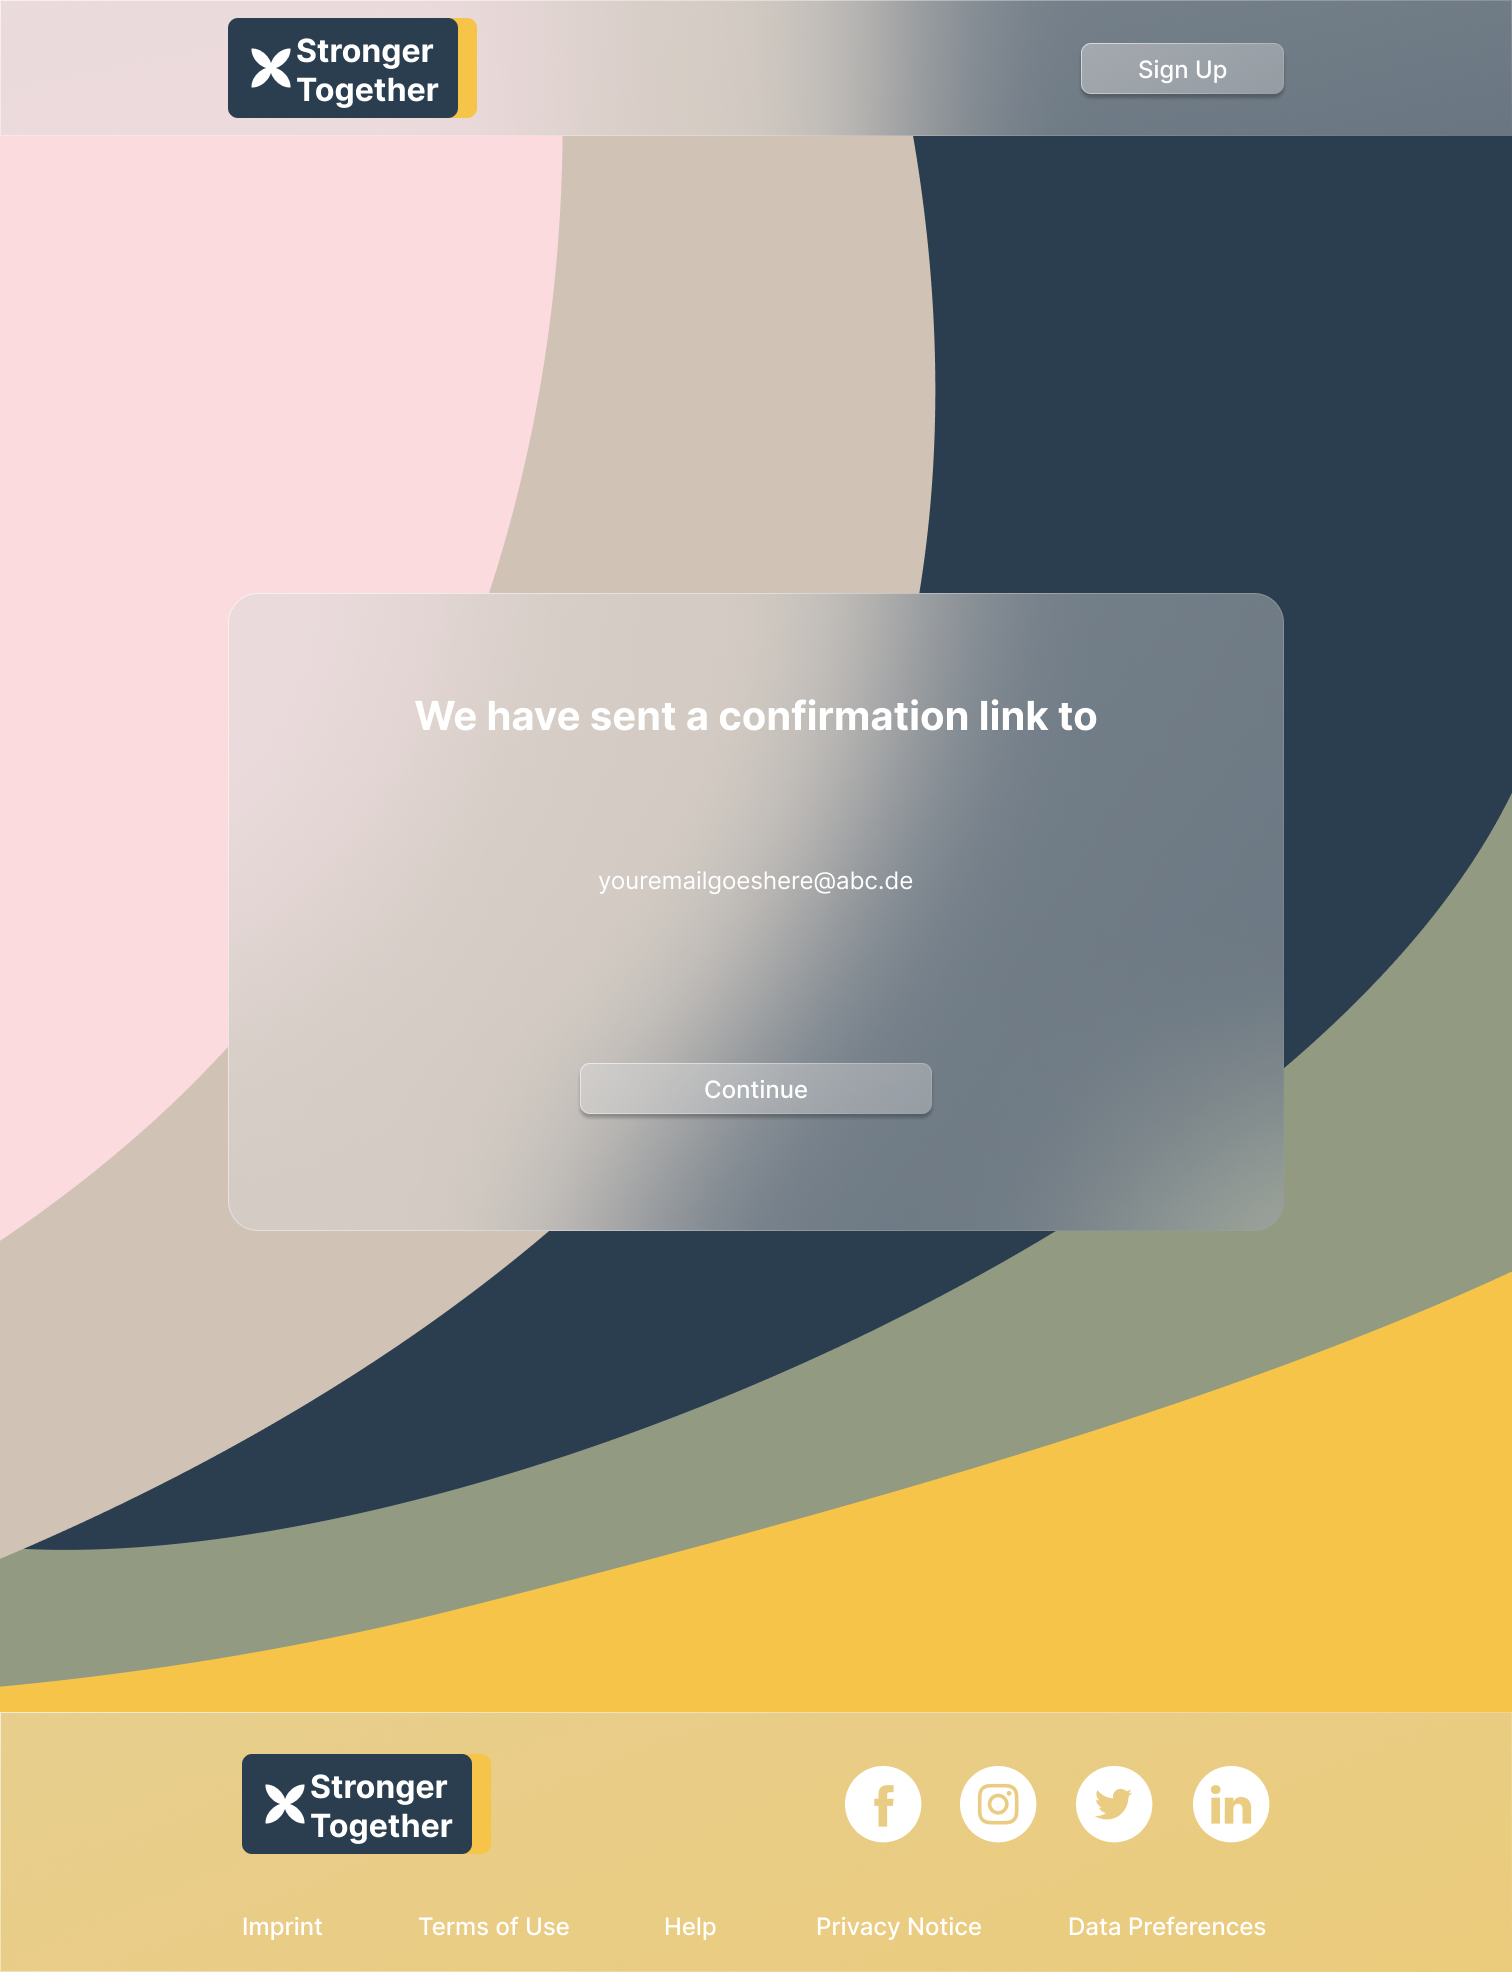 Stronger
Together
Sign Up
We have sent a confirmation link to
youremailgoeshere@abc.de
Continue
Stronger
Together
Imprint
Terms of Use
Help
Privacy Notice
Data Preferences